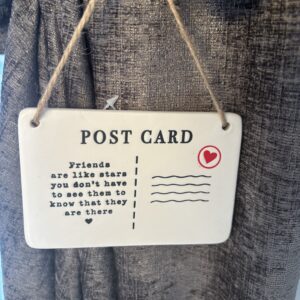 POST CARD
Friends
are like stars
you don't have
to see them to
know that they
are there